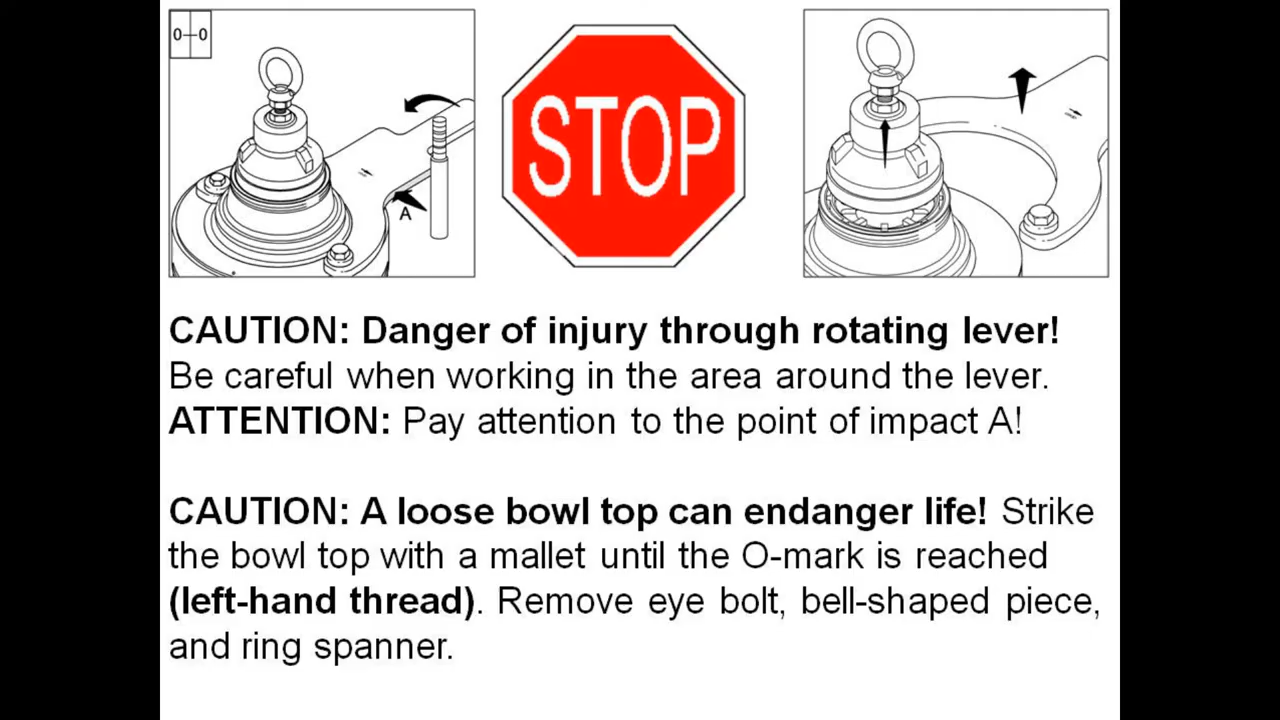 0-0
A
STOP
CAUTION: Danger of injury through rotating lever!
Be careful when working in the area around the lever.
ATTENTION: Pay attention to the point of impact A!
CAUTION: A loose bowl top can endanger life! Strike
the bowl top with a mallet until the O-mark is reached
(left-hand thread). Remove eye bolt, bell-shaped piece,
and ring spanner.